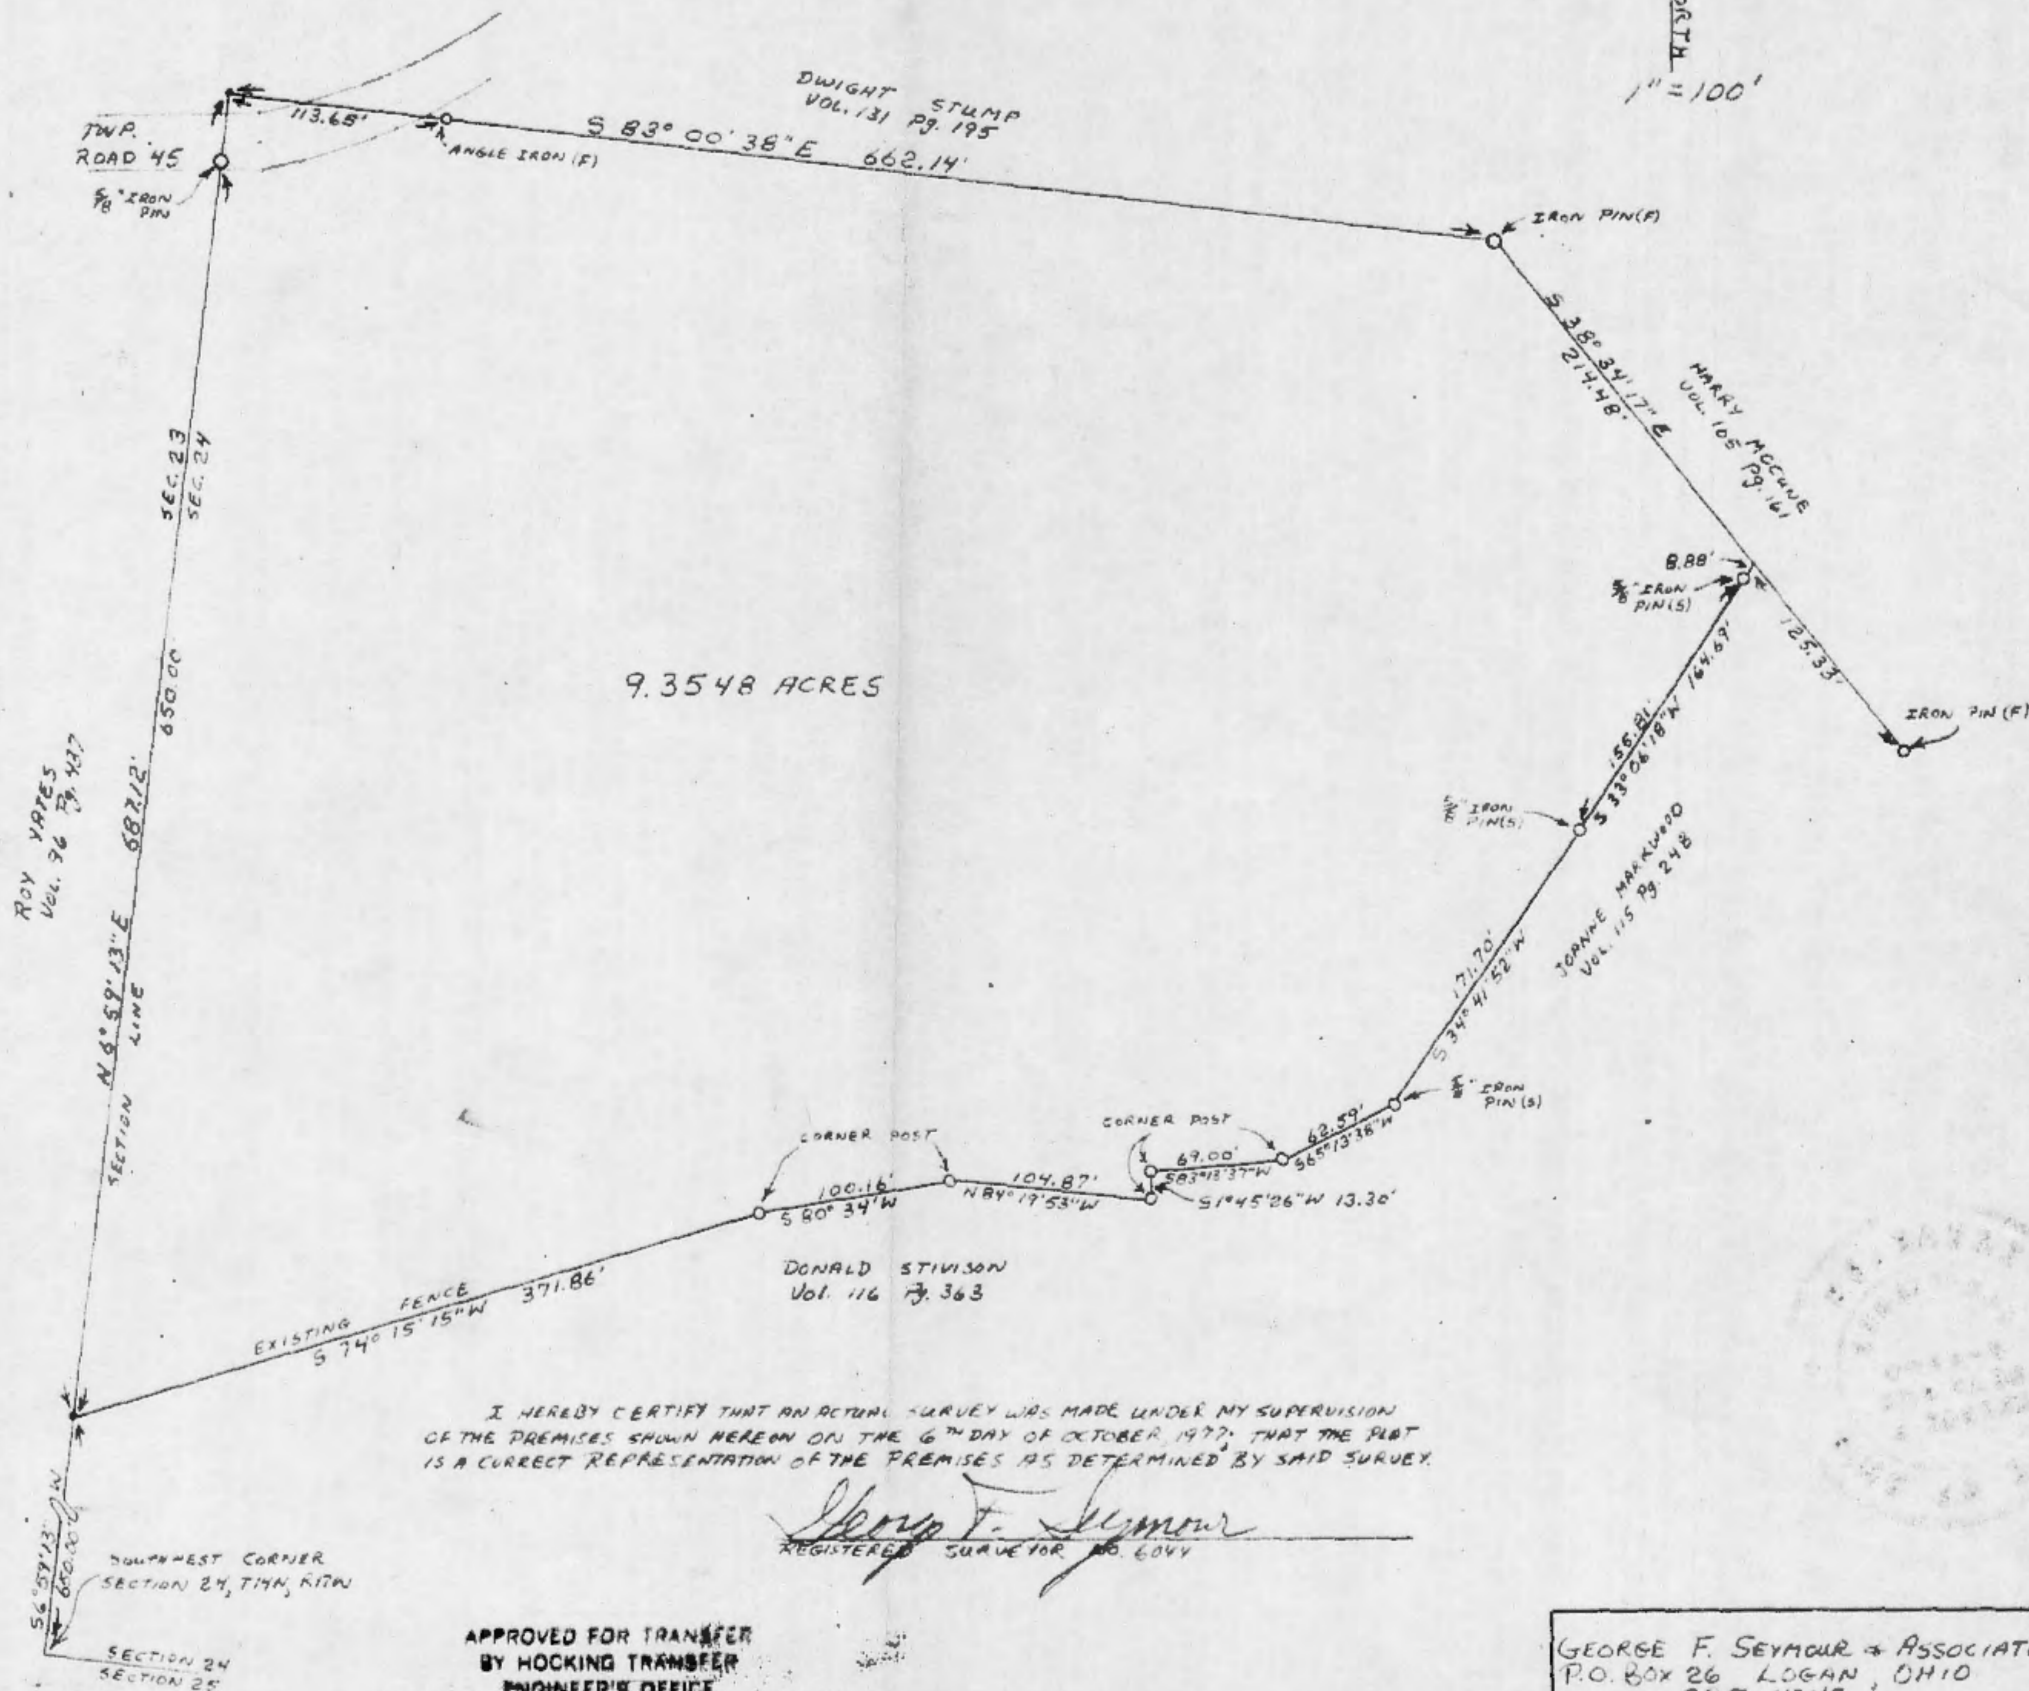 ORTH
1" = 100'
DWIGHT STUMP
VOL. 131 Pg. 195
TWP.
ROAD 45
5/8" IRON
PIN
113.65'
ANGLE IRON (F)
S 83° 00' 38" E 662.14'
IRON PIN (F)
S 38° 34' 17" E
214.48'
HARRY MCCUNE
VOL. 105 Pg. 161
8.88'
5/8" IRON
PIN (S)
125.33'
IRON PIN (F)
SEC. 23
SEC. 24
650.00'
687.12'
N 6° 59' 13" E
SECTION LINE
ROY YATES
VOL. 96 Pg. 437
9.3548 ACRES
155.81'
S 33° 06' 18" W 164.69'
5/8" IRON
PIN (S)
JOANNE MARKWOOD
VOL. 115 Pg. 248
171.70'
S 34° 41' 52" W
5/8" IRON
PIN (S)
CORNER POST
CORNER POST
62.59'
S 65° 13' 38" W
69.00'
S 83° 13' 37" W
S 1° 45' 26" W 13.30'
104.87'
N 84° 19' 53" W
100.16'
S 80° 34' W
DONALD STIVISON
Vol. 116 Pg. 363
EXISTING FENCE 371.86'
S 74° 15' 15" W
I HEREBY CERTIFY THAT AN ACTUAL SURVEY WAS MADE UNDER MY SUPERVISION
OF THE PREMISES SHOWN HEREON ON THE 6TH DAY OF OCTOBER, 1977; THAT THE PLAT
IS A CORRECT REPRESENTATION OF THE PREMISES AS DETERMINED BY SAID SURVEY.
George F. Seymour
REGISTERED SURVEYOR NO. 6044
S 6° 59' 13" W
650.00'
SOUTHWEST CORNER
SECTION 24, T14N, R17W
SECTION 24
SECTION 25
APPROVED FOR TRANSFER
BY HOCKING TRANSFER
ENGINEER'S OFFICE
GEORGE F. SEYMOUR & ASSOCIAT
P.O. BOX 26 LOGAN, OHIO